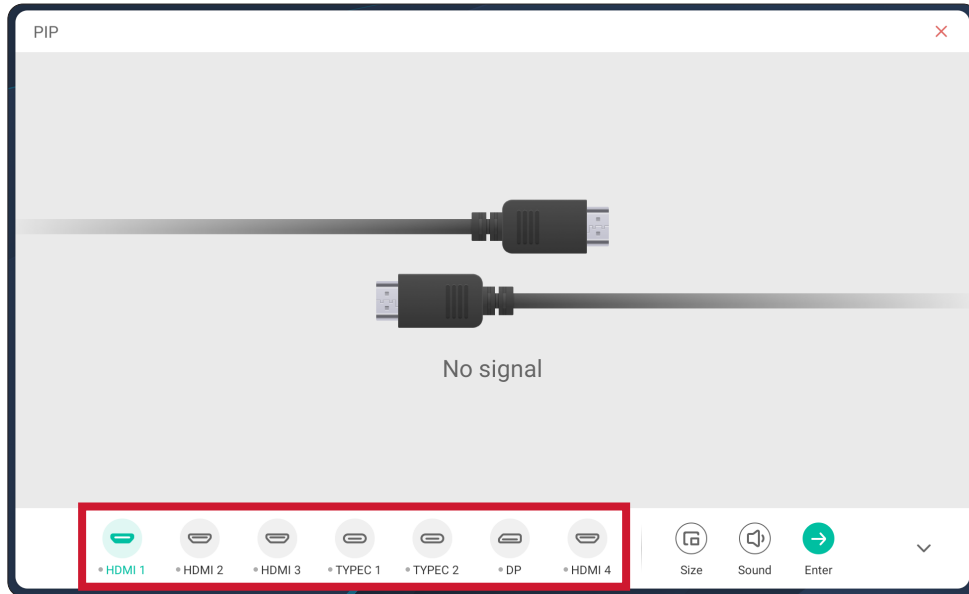 PIP
No signal
HDMI 1 HDMI 2 HDMI 3 TYPEC 1 TYPEC 2 DP HDMI 4 Size Sound Enter